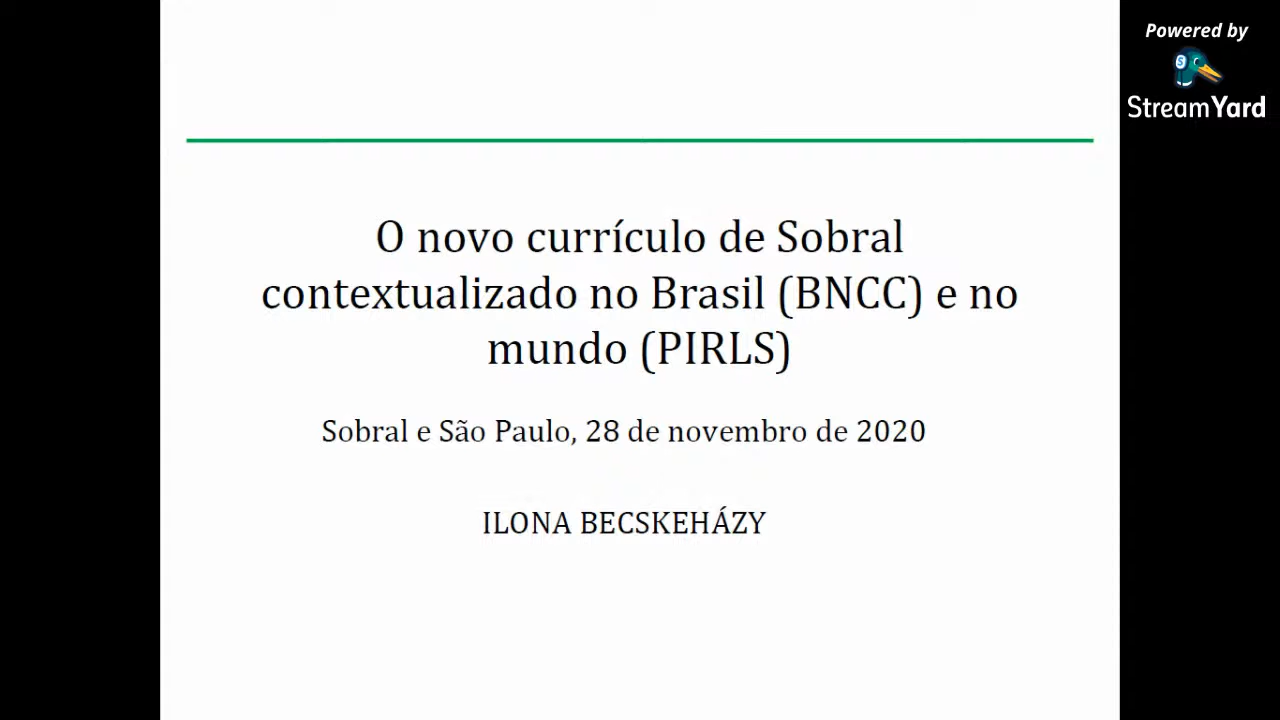 Powered by
StreamYard
O novo currículo de Sobral
contextualizado no Brasil (BNCC) e no
mundo (PIRLS)
Sobral e São Paulo, 28 de novembro de 2020
ILONA BECSKEHÁZY